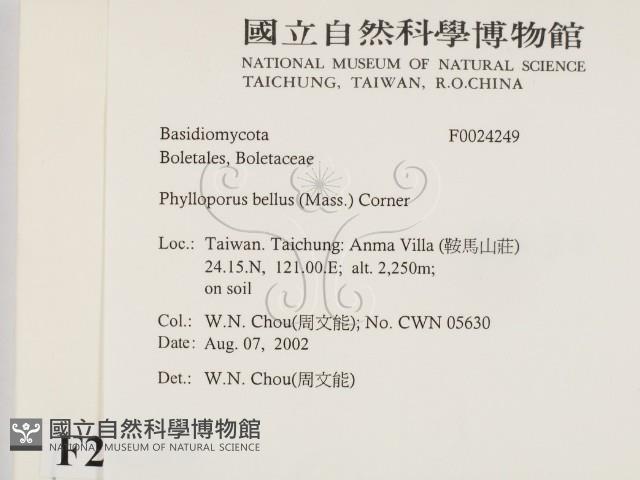 國立自然科學博物館
NATIONAL MUSEUM OF NATURAL SCIENCE
TAICHUNG, TAIWAN, R.O.CHINA
Basidiomycota F0024249
Boletales, Boletaceae
Phylloporus bellus (Mass.) Corner
Loc.: Taiwan. Taichung: Anma Villa (鞍馬山莊)
24.15.N, 121.00.E; alt. 2,250m;
on soil
Col.: W.N. Chou(周文能); No. CWN 05630
Date: Aug. 07, 2002
Det.: W.N. Chou(周文能)
國立自然科學博物館
NATIONAL MUSEUM OF NATURAL SCIENCE
F2